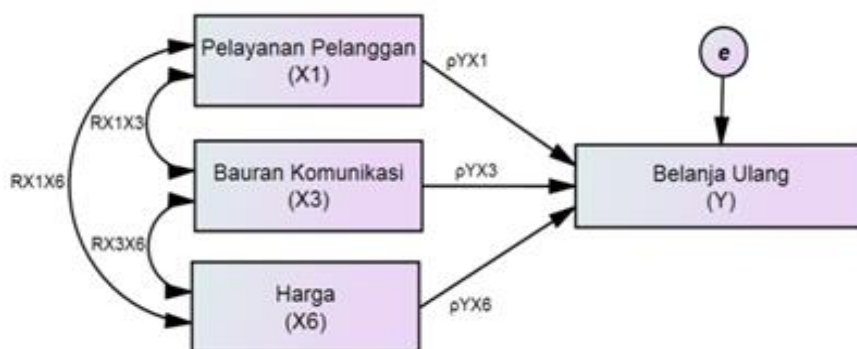 Pelayanan Pelanggan
(X1)
ρYX1
e
RX1X3
RX1X6
Bauran Komunikasi
(X3)
ρYX3
Belanja Ulang
(Y)
RX3X6
Harga
(X6)
ρYX6